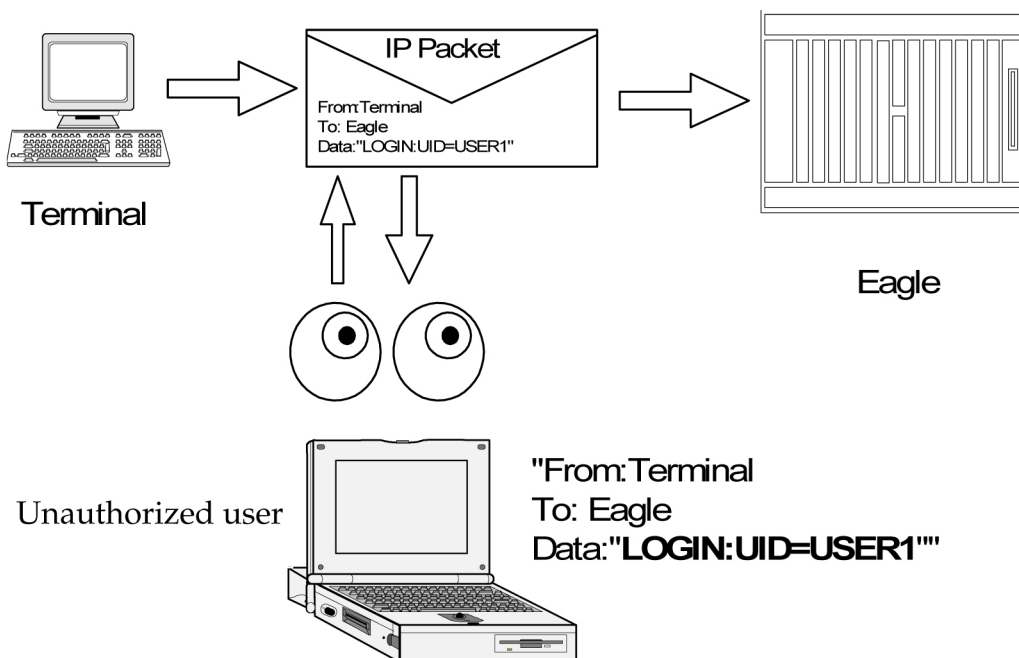 IP Packet
From:Terminal
To: Eagle
Data:"LOGIN:UID=USER1"
Terminal
Eagle
Unauthorized user
"From:Terminal
To: Eagle
Data:"LOGIN:UID=USER1""